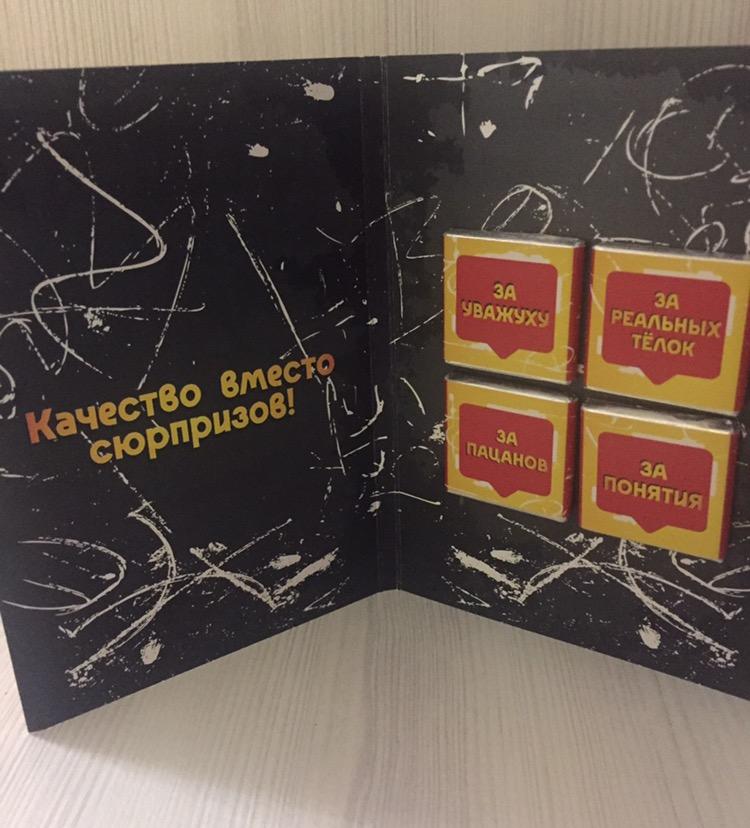 Качество вместо
сюрпризов!
ЗА
УВАЖУХУ
ЗА
РЕАЛЬНЫХ
ТЁЛОК
ЗА
ПАЦАНОВ
ЗА
ПОНЯТИЯ